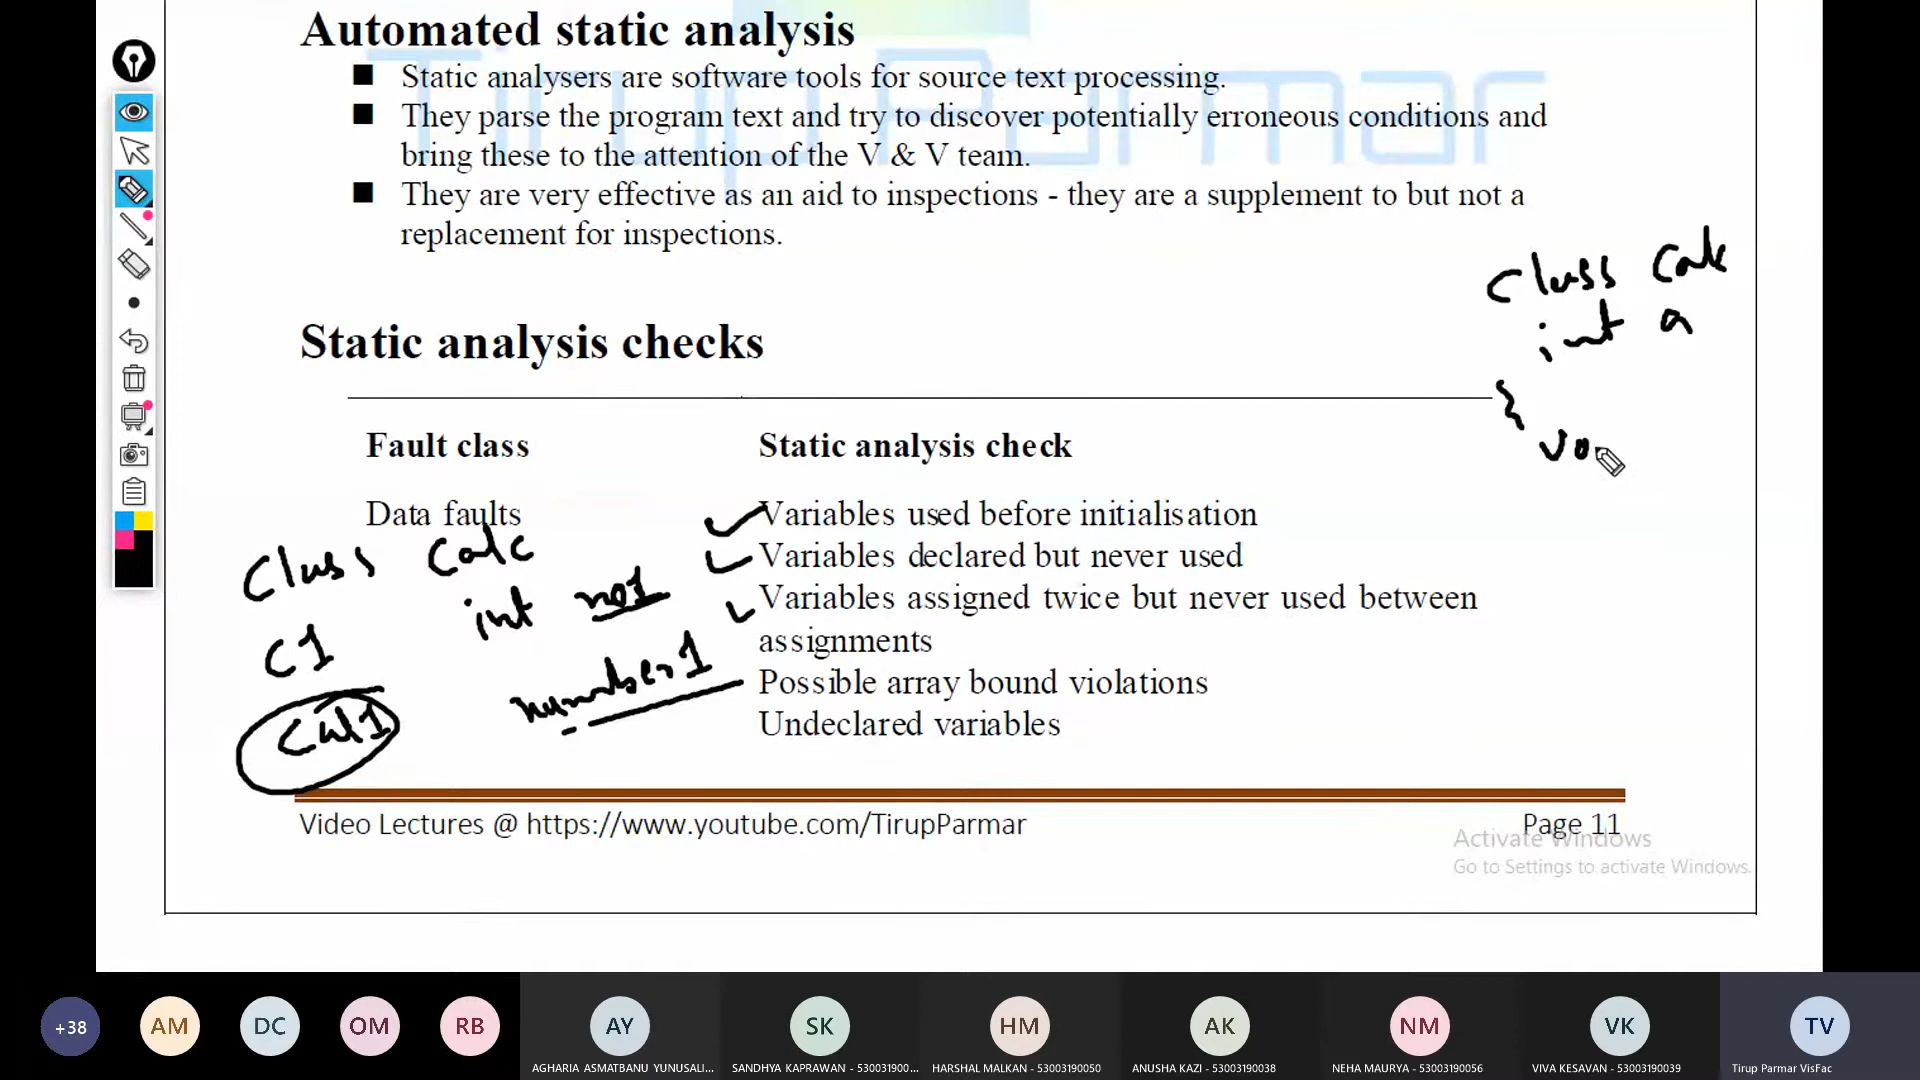 Automated static analysis
TirupParmar
■ Static analysers are software tools for source text processing.
■ They parse the program text and try to discover potentially erroneous conditions and
bring these to the attention of the V & V team.
■ They are very effective as an aid to inspections - they are a supplement to but not a
replacement for inspections.
Class Calc
int a
Static analysis checks
}
Vo
Fault class Static analysis check
Data faults Variables used before initialisation
Class Calc
Variables declared but never used
int no1
Variables assigned twice but never used between
assignments
C1
number1
Possible array bound violations
Cal1
Undeclared variables
Video Lectures @ https://www.youtube.com/TirupParmar Page 11
Activate Windows
Go to Settings to activate Windows.
+38 AM DC OM RB AY SK HM AK NM VK TV
AGHARIA ASMATBANU YUNUSALI... SANDHYA KAPRAWAN - 530031900... HARSHAL MALKAN - 53003190050 ANUSHA KAZI - 53003190038 NEHA MAURYA - 53003190056 VIVA KESAVAN - 53003190039 Tirup Parmar VisFac